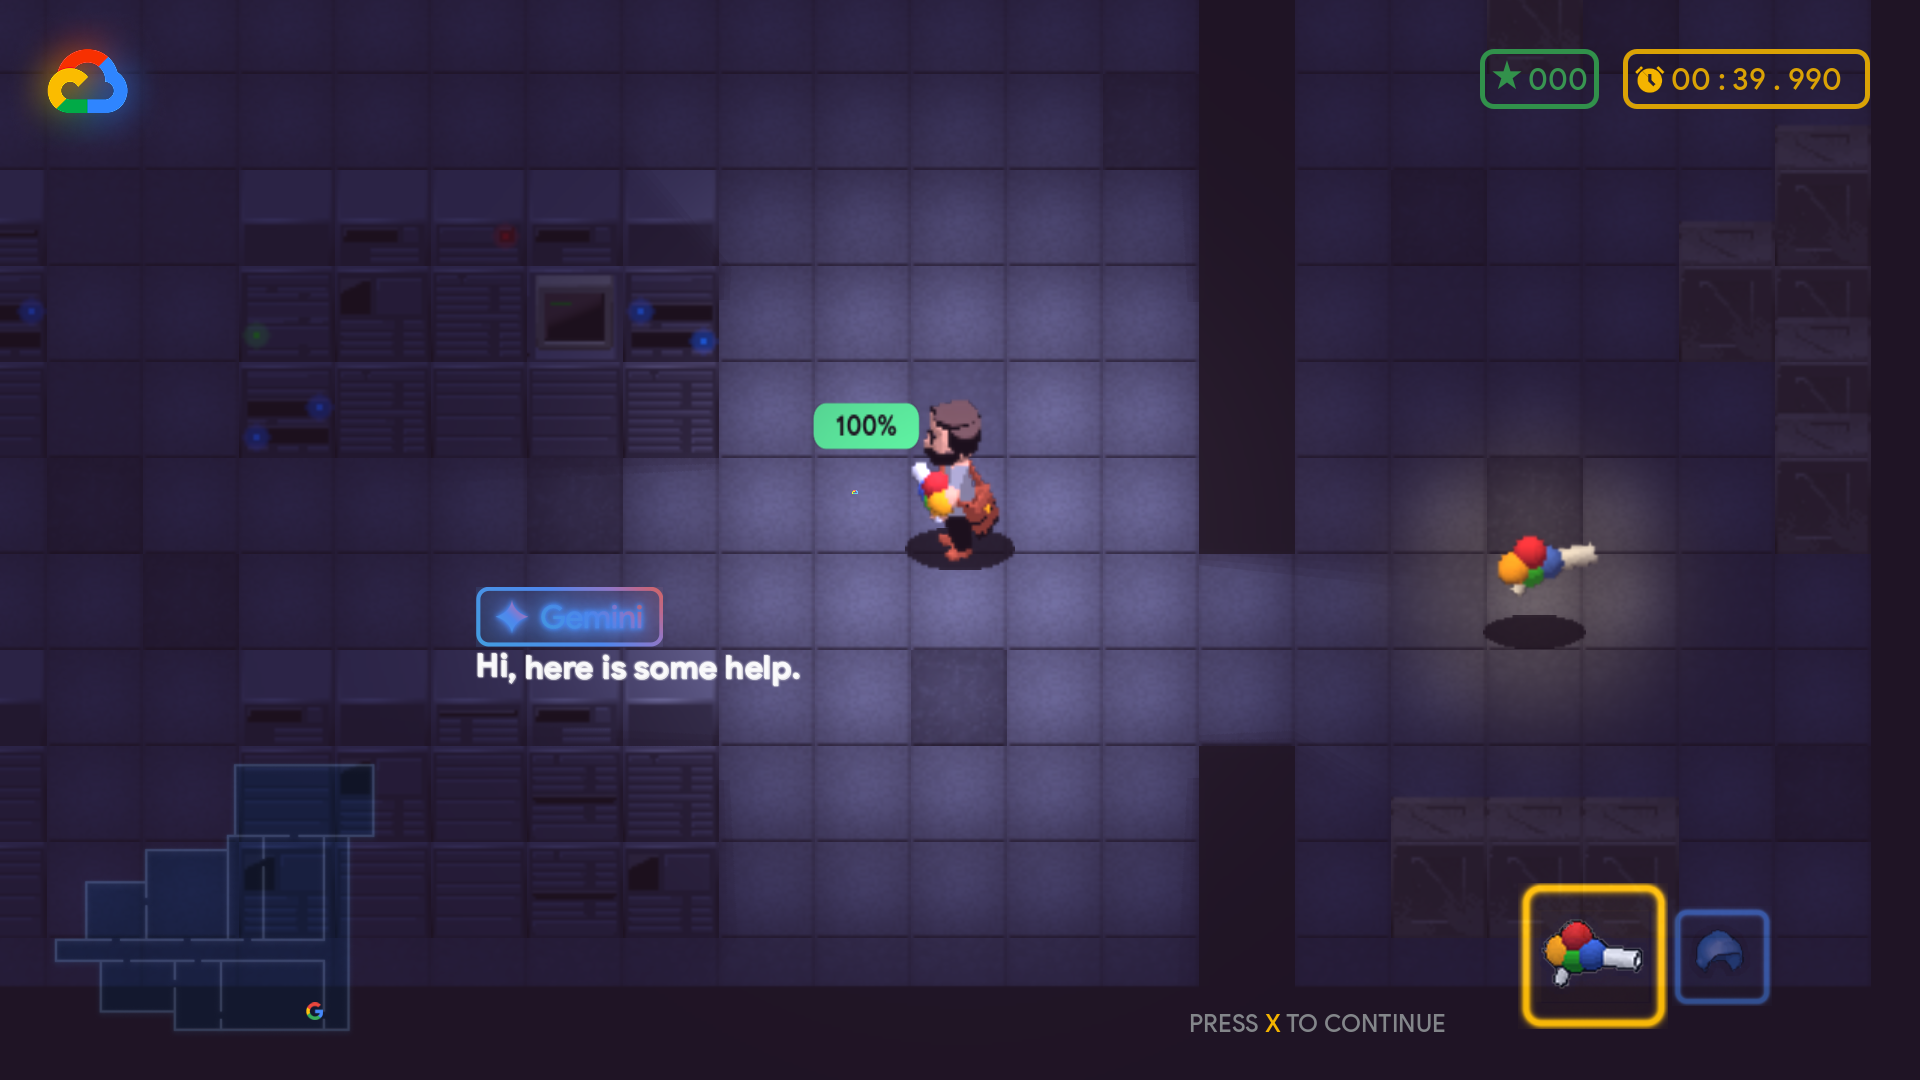 ★000
00:39.990
100%
Gemini
Hi, here is some help.
G
PRESS X TO CONTINUE